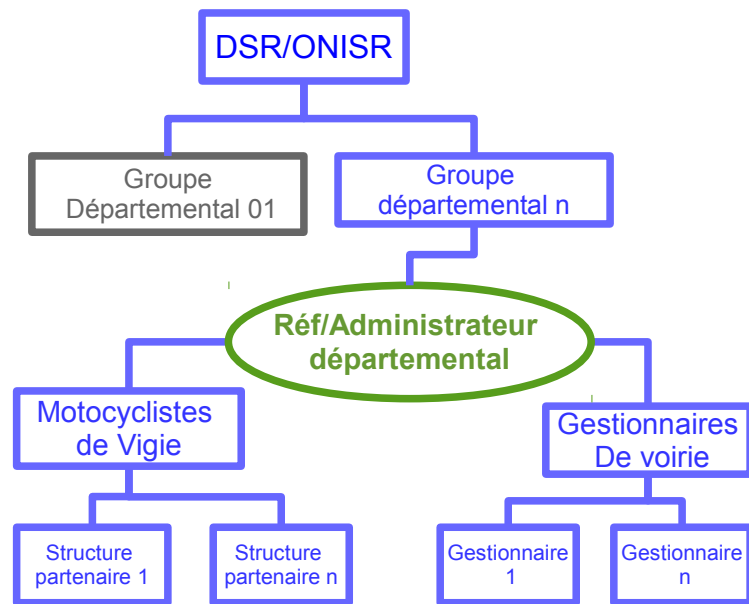 DSR/ONISR
Groupe
Départemental 01
Groupe
départemental n
Réf/Administrateur
départemental
Motocyclistes
de Vigie
Gestionnaires
De voirie
Structure
partenaire 1
Structure
partenaire n
Gestionnaire
1
Gestionnaire
n